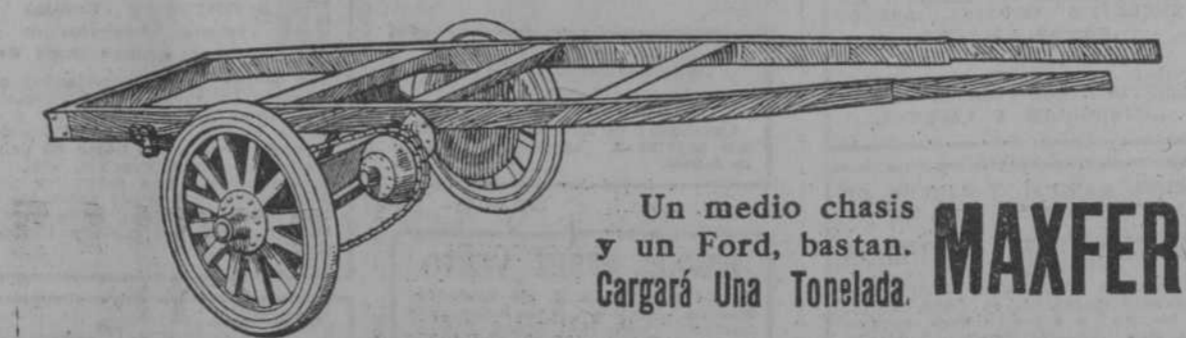 Un medio chasis
y un Ford, bastan.
Cargará Una Tonelada.
MAXFER